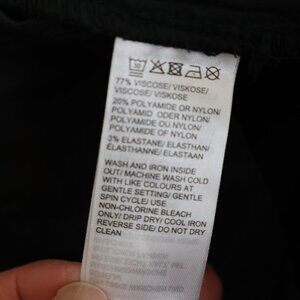 30
77% VISCOSE/ VISKOSE/
VISCOSE/ VISKOSE
20% POLYAMIDE OR NYLON/
POLYAMID ODER NYLON/
POLYAMIDE OU NYLON/
POLYAMIDE OF NYLON
3% ELASTANE/ ELASTHAN/
ÉLASTHANNE/ ELASTAAN
WASH AND IRON INSIDE
OUT/ MACHINE WASH COLD
WITH LIKE COLOURS AT
GENTLE SETTING/ GENTLE
SPIN CYCLE/ USE
NON-CHLORINE BLEACH
ONLY/ DRIP DRY/ COOL IRON
REVERSE SIDE/ DO NOT DRY
CLEAN